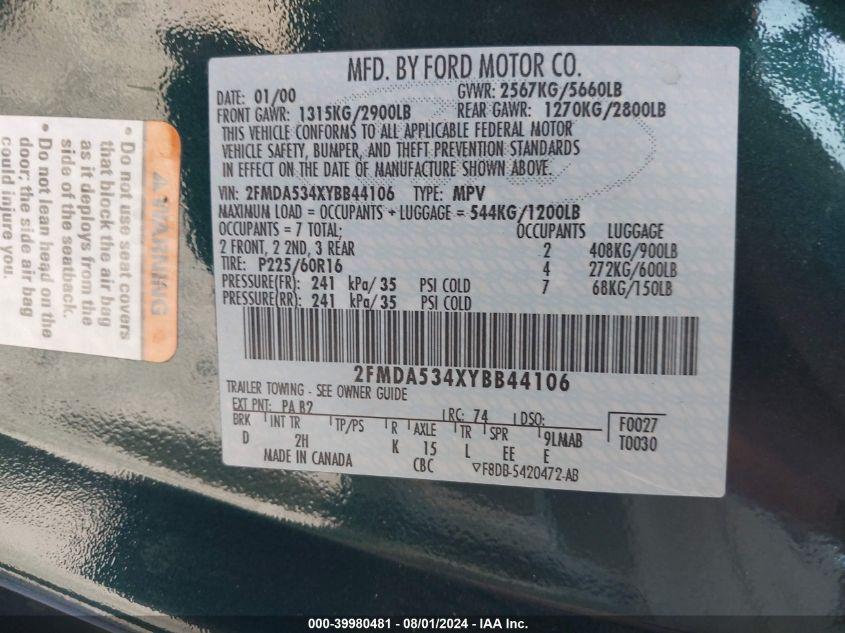 MFD. BY FORD MOTOR CO.
DATE: 01/00 GVWR: 2567KG/5660LB
FRONT GAWR: 1315KG/2900LB REAR GAWR: 1270KG/2800LB
THIS VEHICLE CONFORMS TO ALL APPLICABLE FEDERAL MOTOR
VEHICLE SAFETY, BUMPER, AND THEFT PREVENTION STANDARDS
IN EFFECT ON THE DATE OF MANUFACTURE SHOWN ABOVE.
VIN: 2FMDA534XYBB44106 TYPE: MPV
MAXIMUM LOAD = OCCUPANTS + LUGGAGE = 544KG/1200LB
OCCUPANTS = 7 TOTAL; OCCUPANTS LUGGAGE
2 FRONT, 2 2ND, 3 REAR 2 408KG/900LB
TIRE: P225/60R16 4 272KG/600LB
PRESSURE(FR): 241 kPa/35 PSI COLD 7 68KG/150LB
PRESSURE(RR): 241 kPa/35 PSI COLD
2FMDA534XYBB44106
TRAILER TOWING - SEE OWNER GUIDE
EXT PNT: PA B2 RC: 74 DSO:
BRK INT TR TP/PS R AXLE TR SPR 9LMAB F0027
D 2H K 15 L EE E T0030
MADE IN CANADA CBC F8DB-5420472-AB
WARNING
• Do not use seat covers
that block the air bag
as it deploys from the
side of the seatback.
• Do not lean head on the
door, the side air bag
could injure you.
000-39980481 - 08/01/2024 - IAAI Inc.